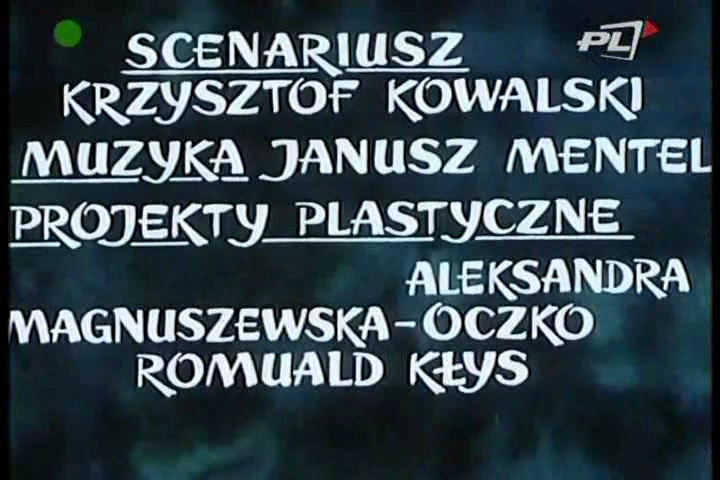 SCENARIUSZ
PL
KRZYSZTOF KOWALSKI
MUZYKA JANUSZ MENTEL
PROJEKTY PLASTYCZNE
ALEKSANDRA
MAGNUSZEWSKA-OCZKO
ROMUALD KŁYS